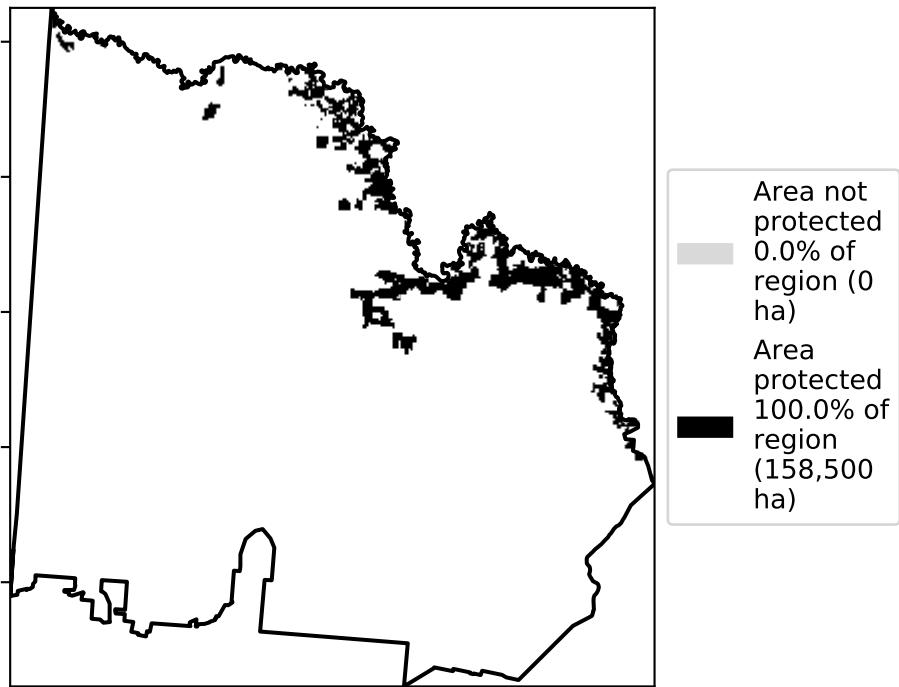 Area not
protected
0.0% of
region (0
ha)
Area
protected
100.0% of
region
(158,500
ha)